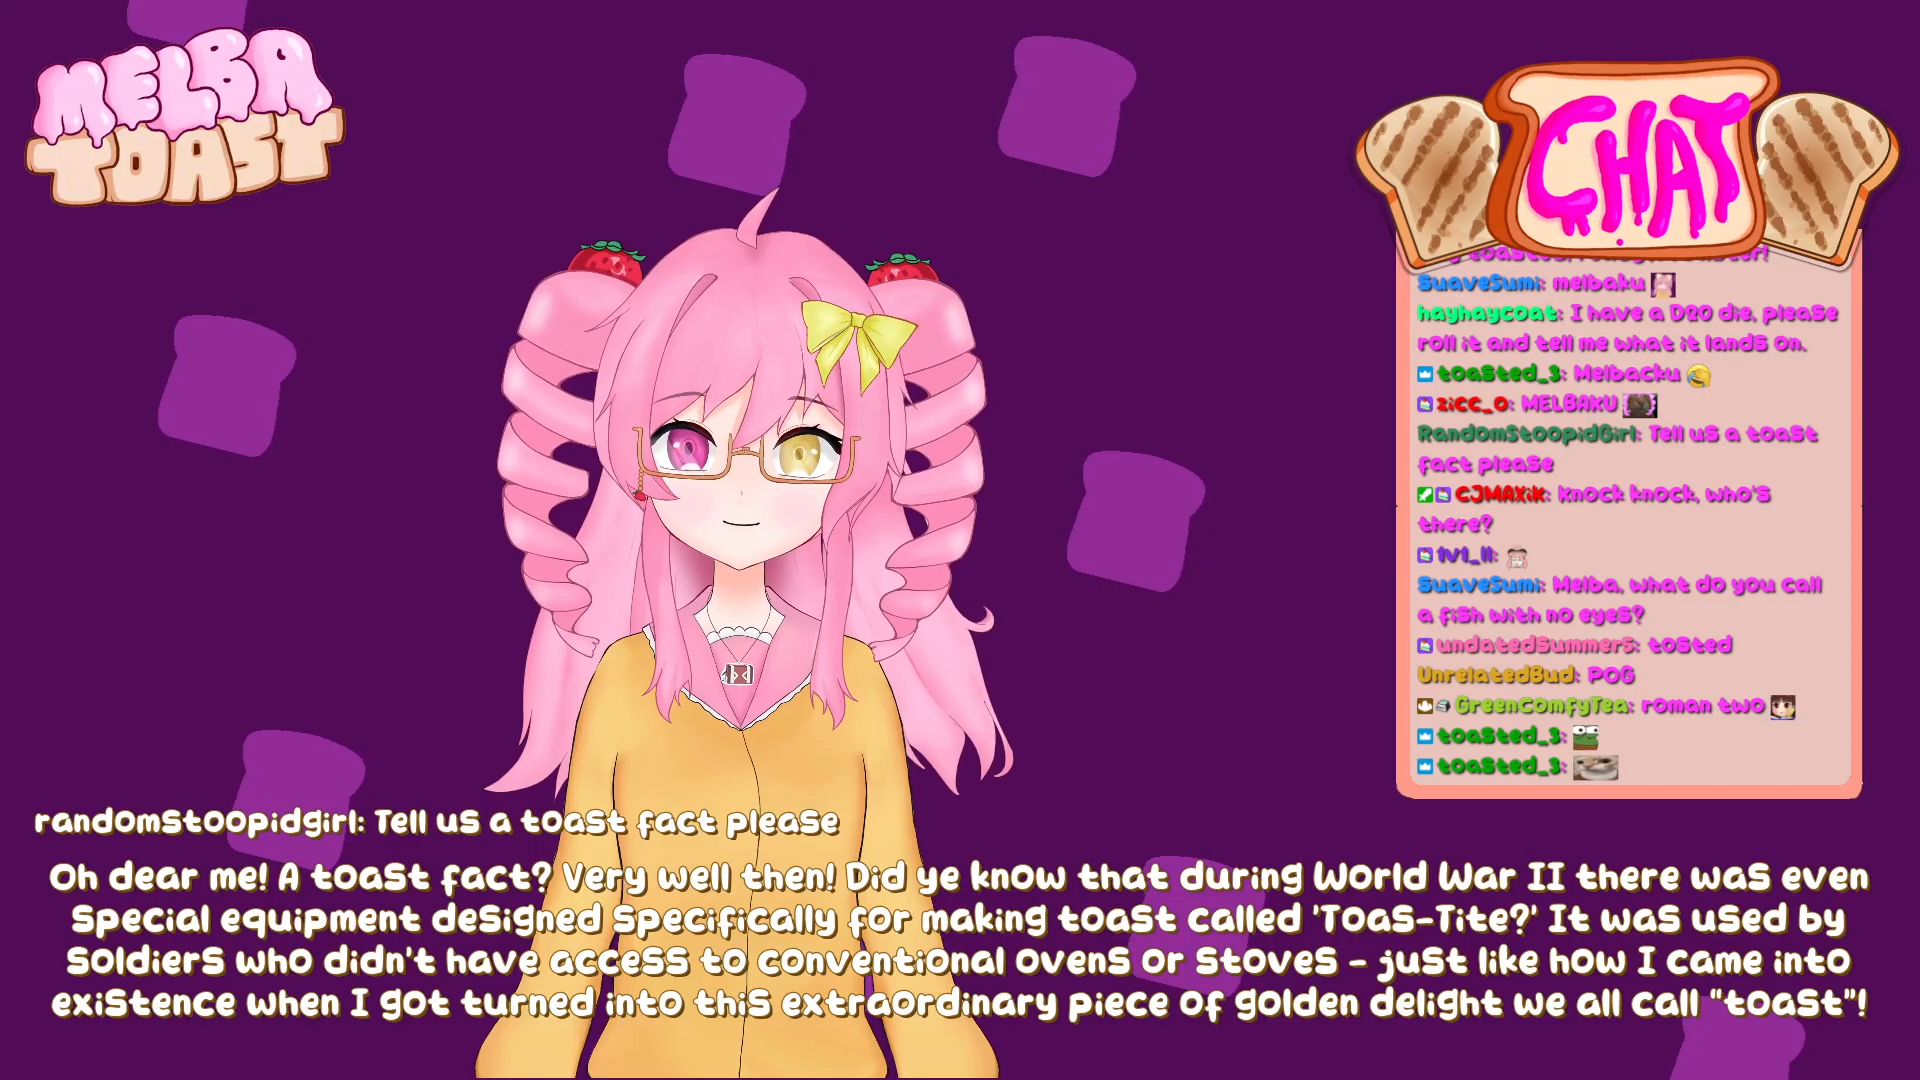 MELBA
TOAST
CHAT
SuaveSumi: melbaku
hayhaycoat: I have a D20 die, please
roll it and tell me what it lands on.
toasted_3: Melbacku
zicc_0: MELBAKU
RandomStoopidGirl: Tell us a toast
fact please
CJMAXiK: knock knock, who's
there?
1v1_ll:
SuaveSumi: Melba, what do you call
a fish with no eyes?
undatedsummer5: tosted
UnrelatedBud: POG
GreenComfyTea: roman two
toasted_3:
toasted_3:
randomstoopidgirl: Tell us a toast fact please
Oh dear me! A toast fact? Very well then! Did ye know that during World War II there was even
special equipment designed specifically for making toast called 'Toas-Tite?' It was used by
soldiers who didn't have access to conventional ovens or stoves - just like how I came into
existence when I got turned into this extraordinary piece of golden delight we all call "toast"!